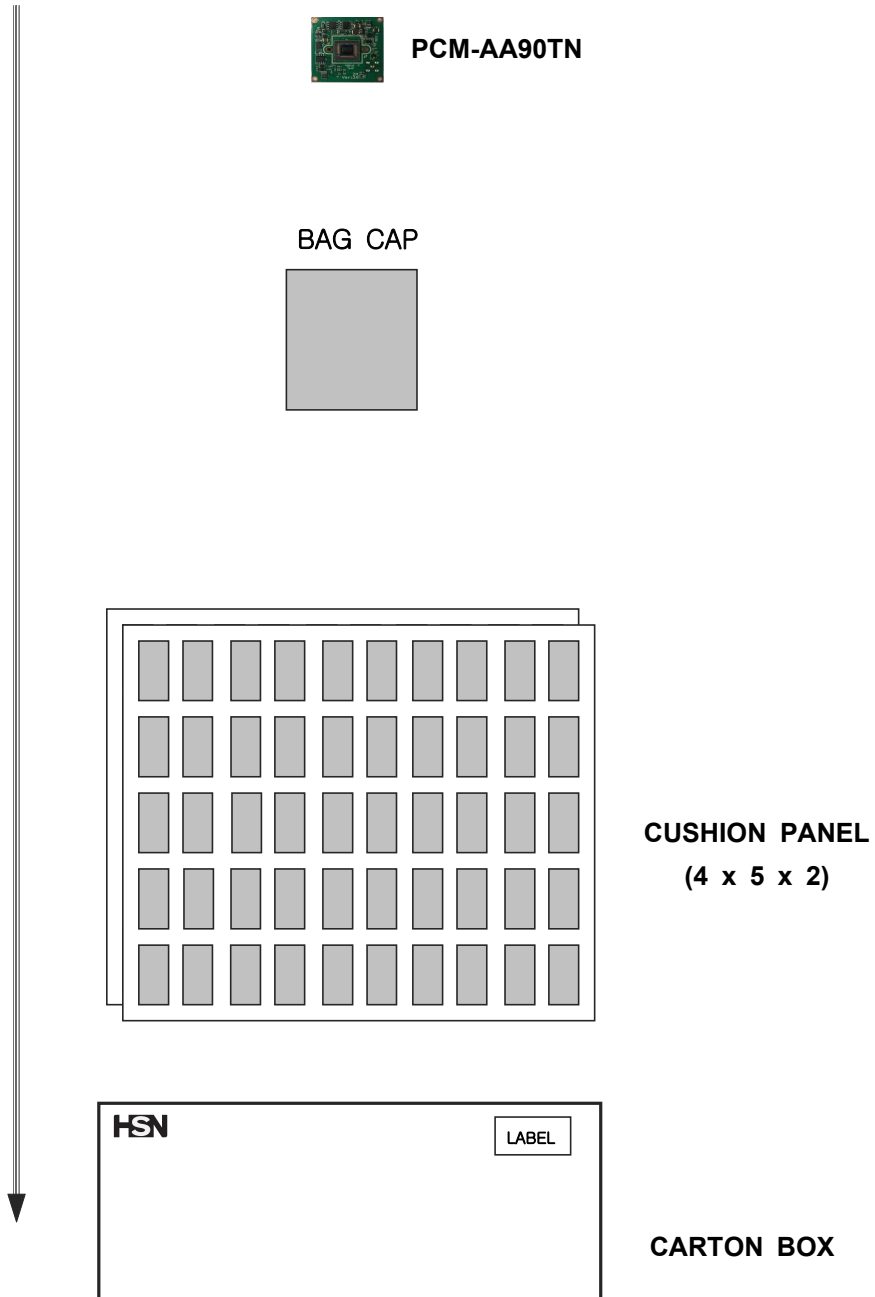 PCM-AA90TN
BAG CAP
CUSHION PANEL
(4 x 5 x 2)
HSN
LABEL
CARTON BOX